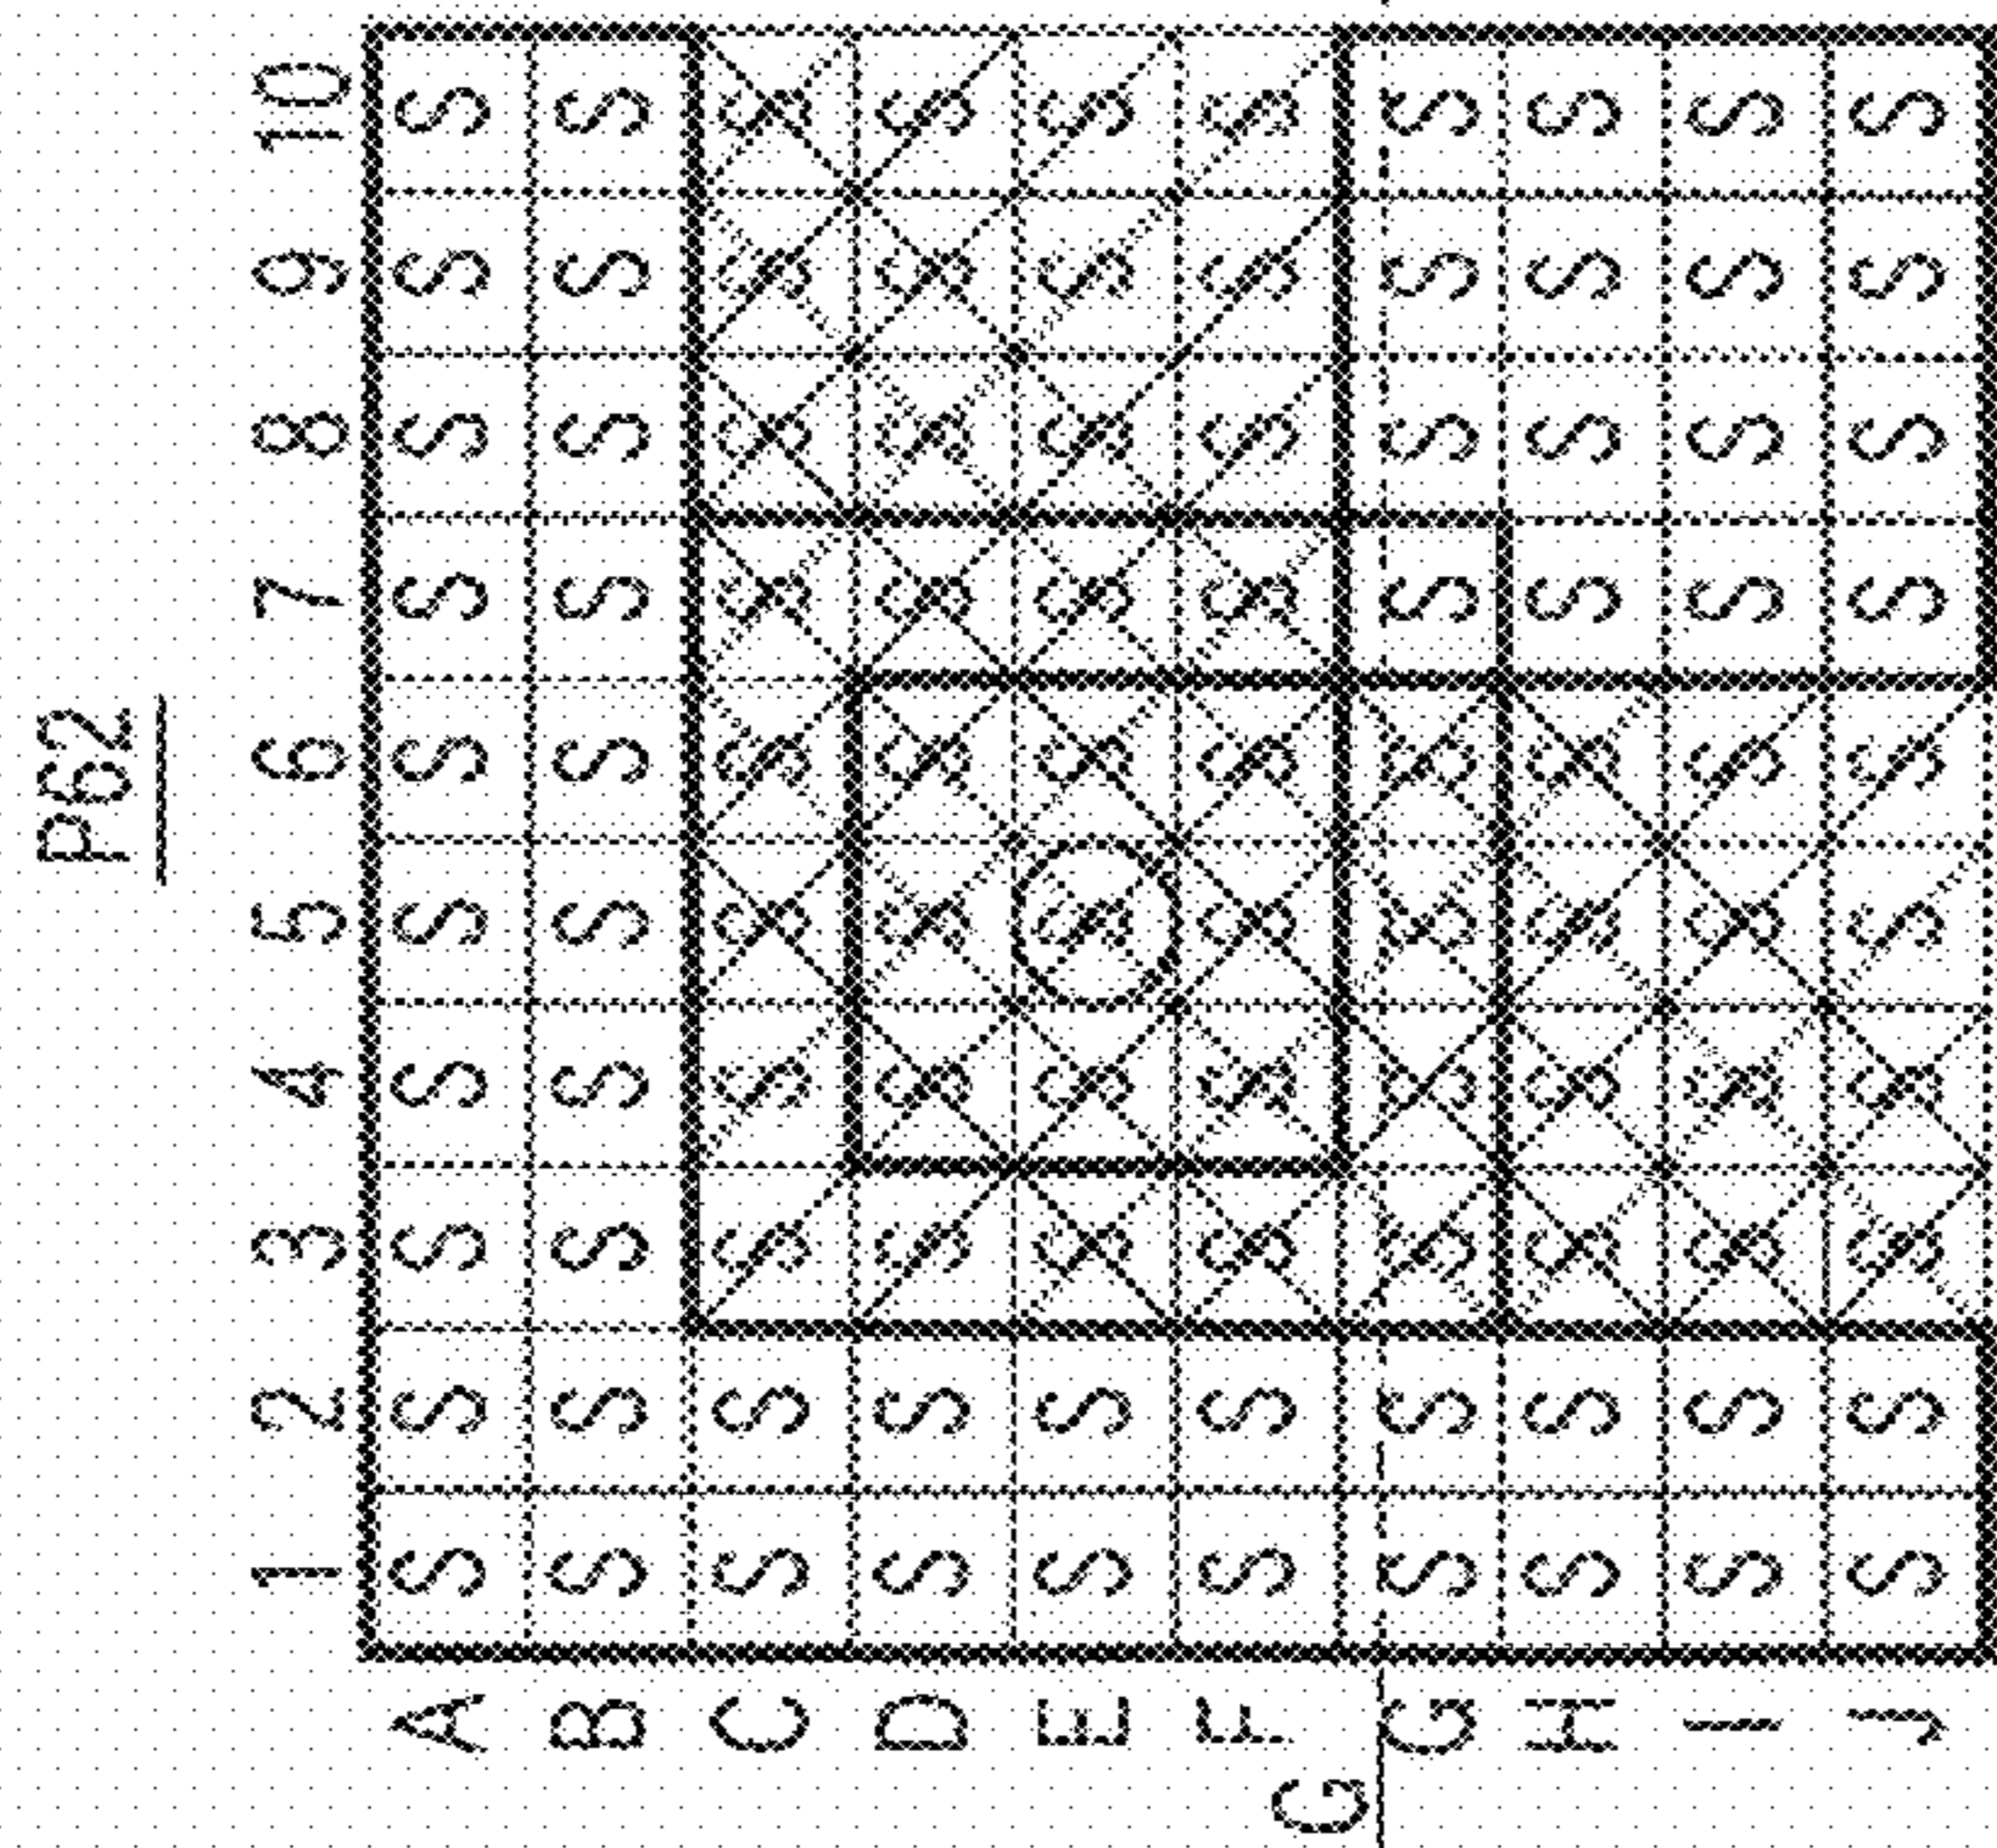 P62
1 2 3 4 5 6 7 8 9 10
A S S S S S S S S S S
B S S S S S S S S S S
C S S S S S S S S S S
D S S S S S S S S S S
E S S S S S S S S S S
F S S S S S S S S S S
G
G S S S S S S S S S S
H S S S S S S S S S S
I S S S S S S S S S S
J S S S S S S S S S S